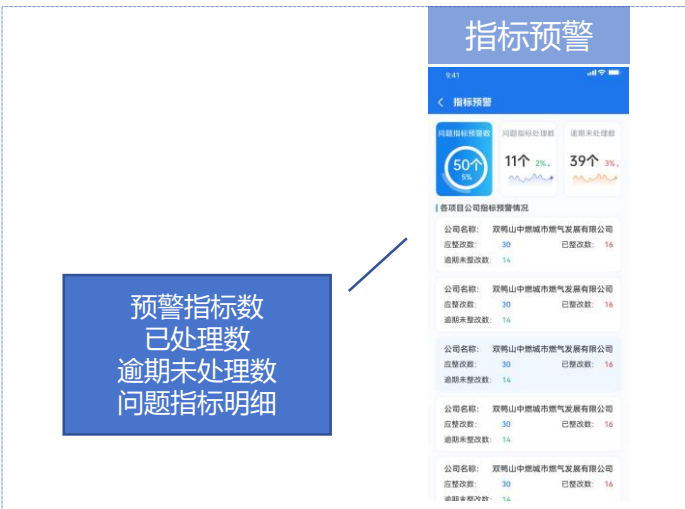 指标预警
9:41
指标预警
问题指标预警数 问题指标处理数 逾期未处理数
50个 11个 2% 39个 3%
5%
各项目公司指标预警情况
公司名称: 双鸭山中燃城市燃气发展有限公司
应整改数: 30 已整改数: 16
逾期未整改数: 14
公司名称: 双鸭山中燃城市燃气发展有限公司
应整改数: 30 已整改数: 16
逾期未整改数: 14
公司名称: 双鸭山中燃城市燃气发展有限公司
应整改数: 30 已整改数: 16
逾期未整改数: 14
公司名称: 双鸭山中燃城市燃气发展有限公司
应整改数: 30 已整改数: 16
逾期未整改数: 14
公司名称: 双鸭山中燃城市燃气发展有限公司
应整改数: 30 已整改数: 16
逾期未整改数: 14
预警指标数
已处理数
逾期未处理数
问题指标明细